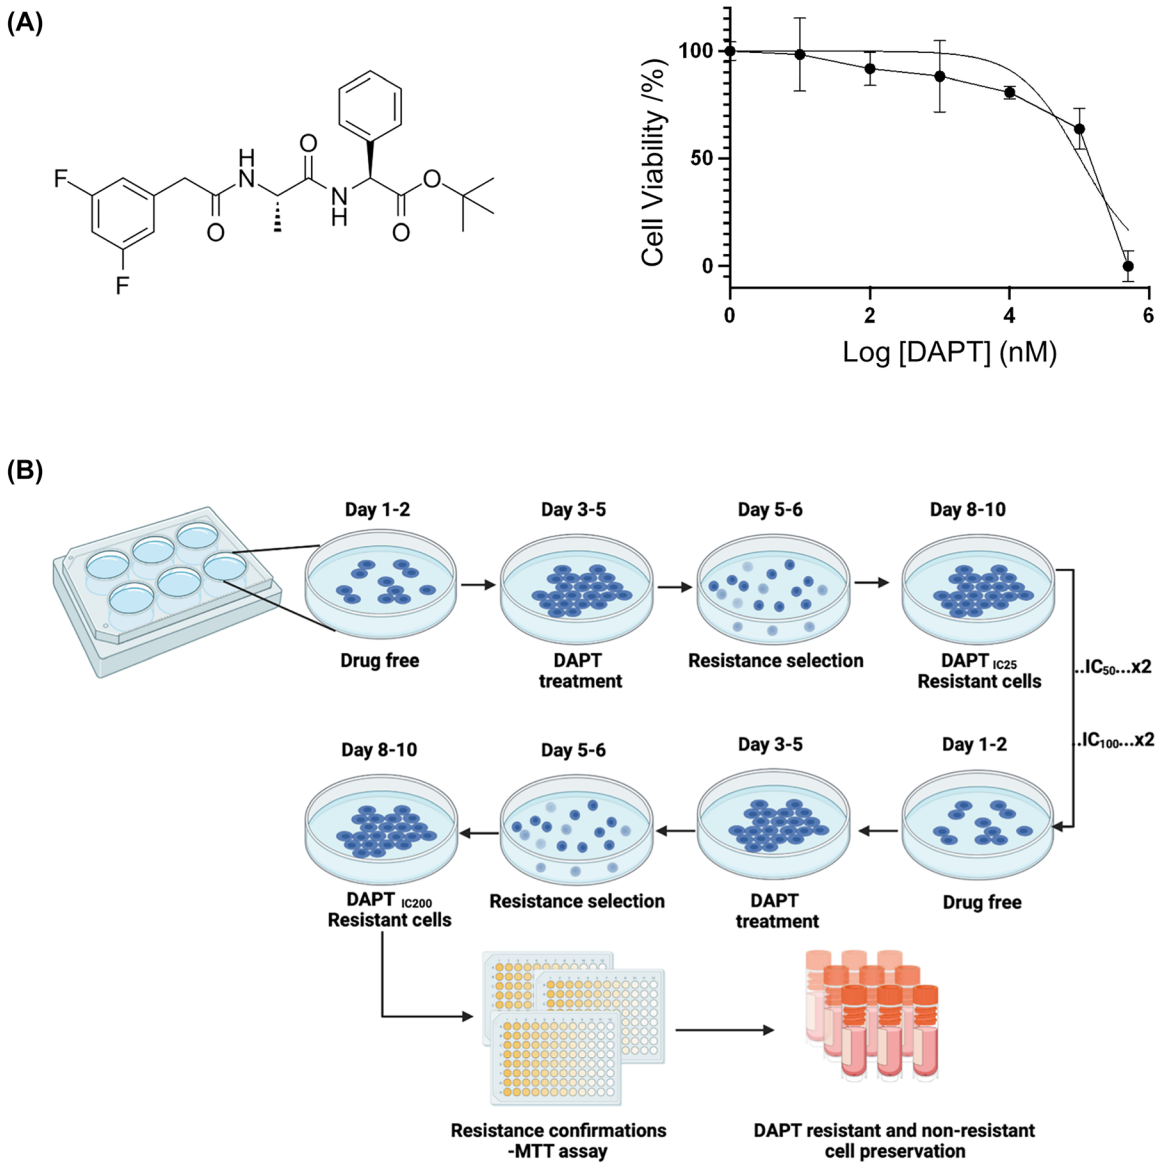 (A)
F
F
O
H
N
O
N
H
O
O
Cell Viability /%)
100
50
0
0
2
4
6
Log [DAPT] (nM)
(B)
Day 1-2
Day 3-5
Day 5-6
Day 8-10
Drug free
DAPT
treatment
Resistance selection
DAPT IC25
Resistant cells
..IC50...x2
..IC100...x2
Day 8-10
Day 5-6
Day 3-5
Day 1-2
DAPT IC200
Resistant cells
Resistance selection
DAPT
treatment
Drug free
Resistance confirmations
-MTT assay
DAPT resistant and non-resistant
cell preservation